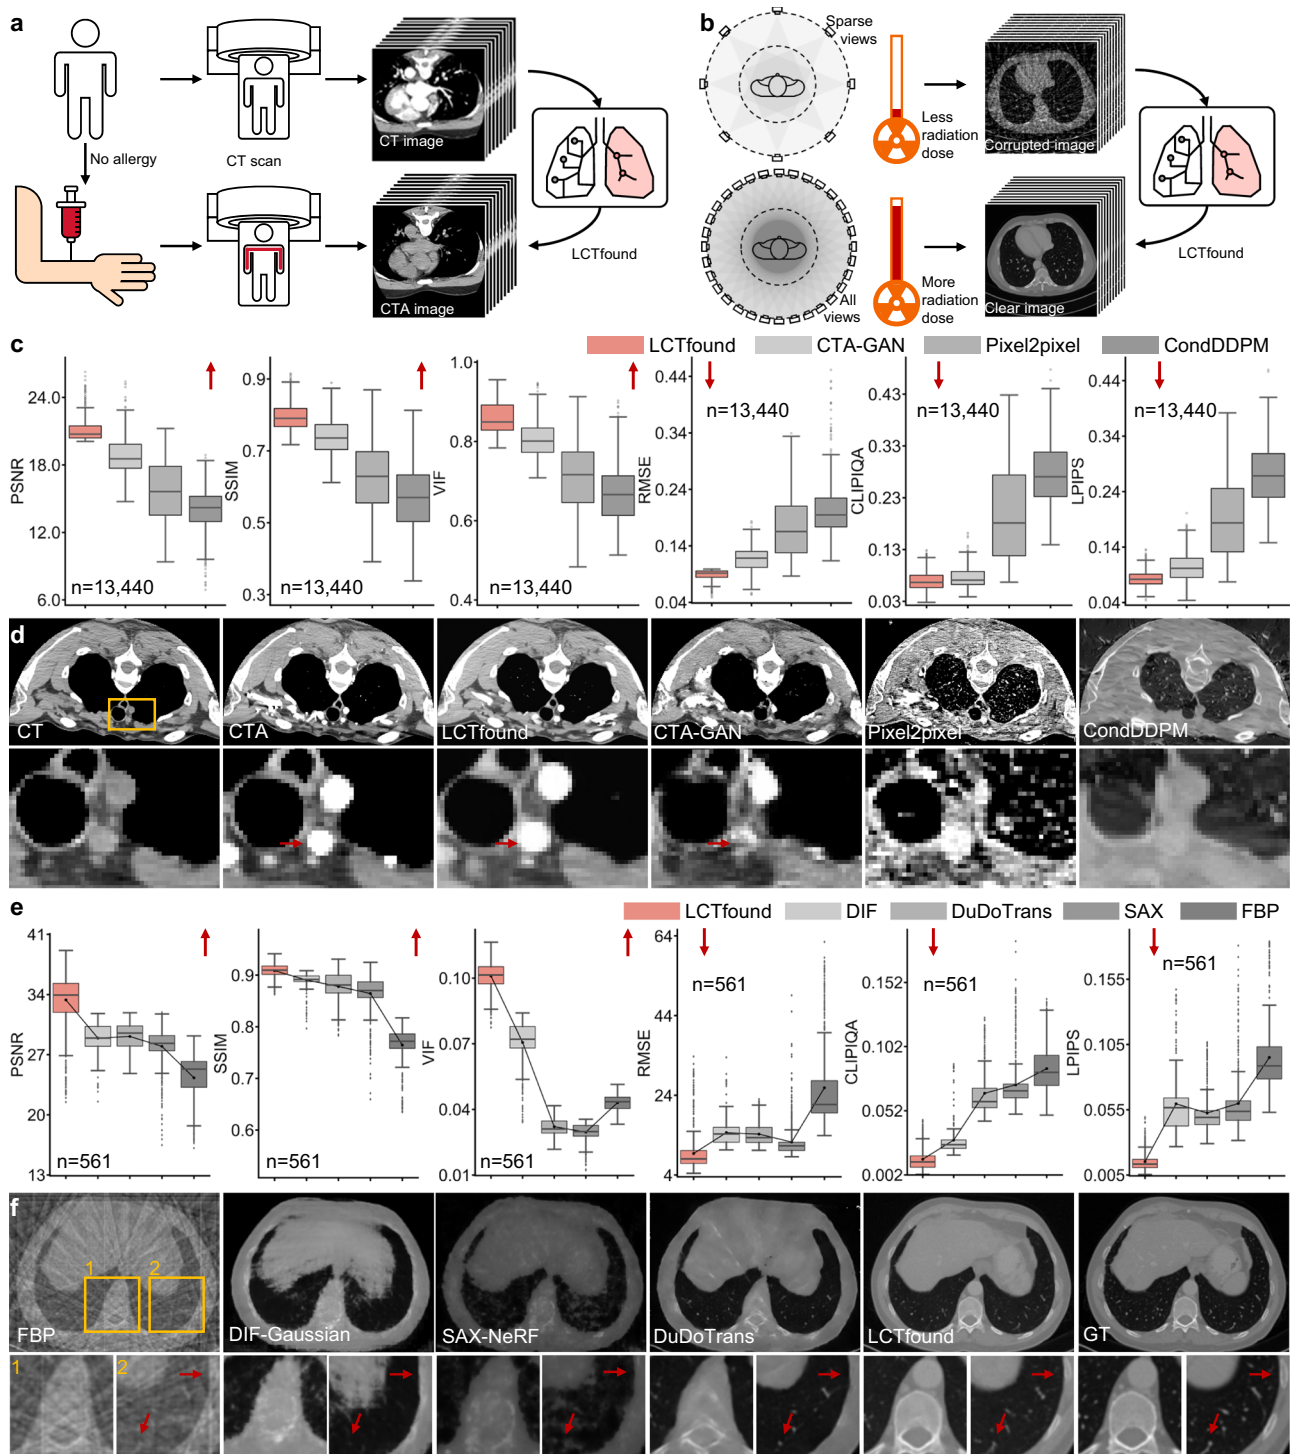 a
No allergy
CT scan
CT image
CTA image
LCTfound
b
Sparse
views
Less
radiation
dose
Corrupted image
All
views
More
radiation
dose
Clear image
LCTfound
c
LCTfound
CTA-GAN
Pixel2pixel
CondDDPM
PSNR
24.0
18.0
12.0
6.0
n=13,440
SSIM
0.9
0.7
0.5
0.3
n=13,440
VIF
1.0
0.8
0.6
0.4
n=13,440
RMSE
0.44
0.34
0.24
0.14
0.04
n=13,440
CLIPIQA
0.43
0.33
0.23
0.13
0.03
n=13,440
LPIPS
0.44
0.34
0.24
0.14
0.04
n=13,440
d
CT
CTA
LCTfound
CTA-GAN
Pixel2pixel
CondDDPM
e
LCTfound
DIF
DuDoTrans
SAX
FBP
PSNR
41
34
27
20
13
n=561
SSIM
0.9
0.8
0.7
0.6
n=561
VIF
0.10
0.07
0.04
0.01
n=561
RMSE
64
44
24
4
n=561
CLIPIQA
0.152
0.102
0.052
0.002
n=561
LPIPS
0.155
0.105
0.055
0.005
n=561
f
1
2
FBP
DIF-Gaussian
SAX-NeRF
DuDoTrans
LCTfound
GT
1
2